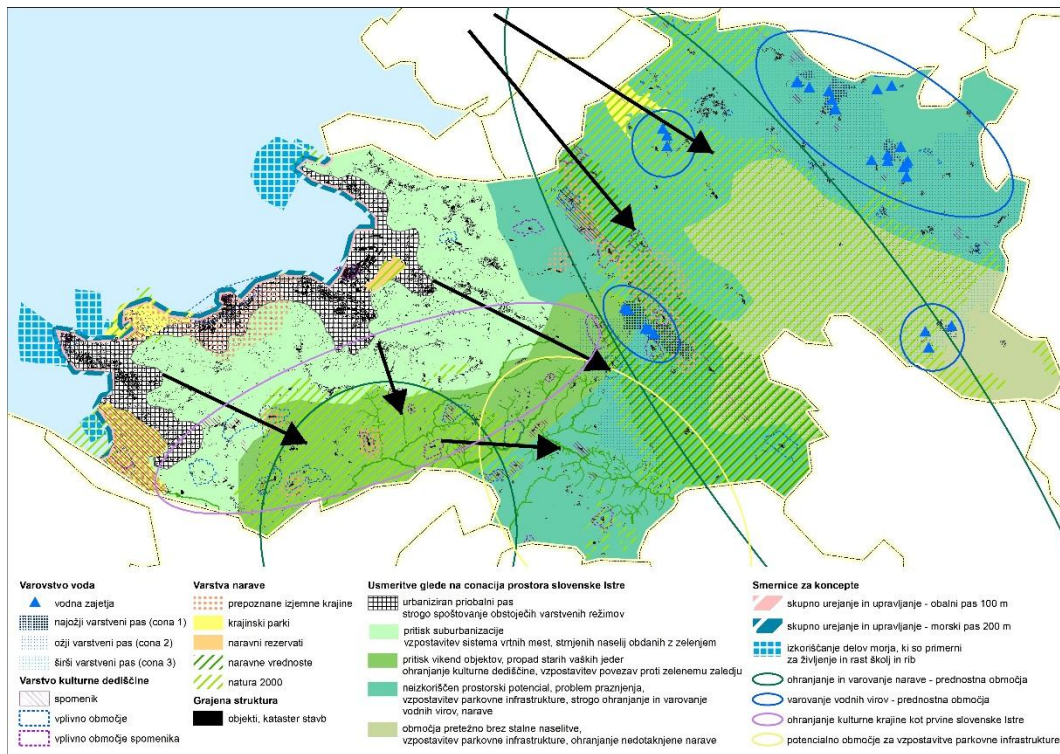 Varovstvo voda
vodna zajetja
najožji varstveni pas (cona 1)
ožji varstveni pas (cona 2)
širši varstveni pas (cona 3)
Varstvo kulturne dediščine
spomenik
vplivno območje
vplivno območje spomenika
Varstva narave
prepoznane izjemne krajine
krajinski parki
naravni rezervati
naravne vrednosti
natura 2000
Grajena struktura
objekti, kataster stavb
Usmeritve glede na conacija prostora slovenske Istre
urbaniziran priobalni pas
strogo spoštovanje obstoječih varstvenih režimov
pritisk suburbanizacije
vzpostavitev sistema vrtnih mest, strnjenih naselij obdanih z zelenjem
pritisk vikend objektov, propad starih vaških jeder
ohranjanje kulturne dediščine, vzpostavitev povezav proti zelenemu zaledju
neizkoriščen prostorski potencial, problem praznjenja,
vzpostavitev parkovne infrastrukture, strogo ohranjanje in varovanje
vodnih virov, narave
območja pretežno brez stalne naselitve,
vzpostavitev parkovne infrastrukture, ohranjanje nedotaknjene narave
Smernice za koncepte
skupno urejanje in upravljanje - obalni pas 100 m
skupno urejanje in upravljanje - morski pas 200 m
izkoriščanje delov morja, ki so primerni
za življenje in rast školj in rib
ohranjanje in varovanje narave - prednostna območja
varovanje vodnih virov - prednostna območja
ohranjanje kulturne krajine kot prvine slovenske Istre
potencialno območje za vzpostavitve parkovne infrastrukture